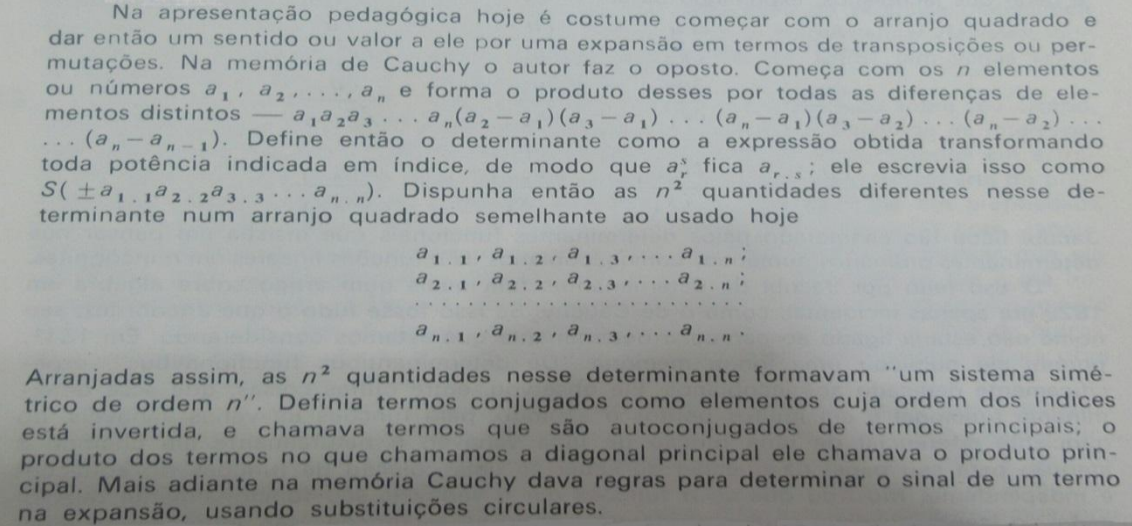 Na apresentação pedagógica hoje é costume começar com o arranjo quadrado e
dar então um sentido ou valor a ele por uma expansão em termos de transposições ou per-
mutações. Na memória de Cauchy o autor faz o oposto. Começa com os n elementos
ou números a₁, a₂, . . . , aₙ e forma o produto desses por todas as diferenças de ele-
mentos distintos — a₁a₂a₃ . . . aₙ(a₂−a₁)(a₃−a₁) . . . (aₙ−a₁)(a₃−a₂) . . . (aₙ−a₂) . . .
. . . (aₙ−aₙ₋₁). Define então o determinante como a expressão obtida transformando
toda potência indicada em índice, de modo que aᵣˢ fica aᵣ.ₛ; ele escrevia isso como
S(±a₁.₁a₂.₂a₃.₃ . . . aₙ.ₙ). Dispunha então as n² quantidades diferentes nesse de-
terminante num arranjo quadrado semelhante ao usado hoje
a₁.₁, a₁.₂, a₁.₃, . . . a₁.ₙ;
a₂.₁, a₂.₂, a₂.₃, . . . a₂.ₙ;
. . . . . . . . . . . . . . . . . . . . . . . .
aₙ.₁, aₙ.₂, aₙ.₃, . . . aₙ.ₙ.
Arranjadas assim, as n² quantidades nesse determinante formavam "um sistema simé-
trico de ordem n". Definia termos conjugados como elementos cuja ordem dos índices
está invertida, e chamava termos que são autoconjugados de termos principais; o
produto dos termos no que chamamos a diagonal principal ele chamava o produto prin-
cipal. Mais adiante na memória Cauchy dava regras para determinar o sinal de um termo
na expansão, usando substituições circulares.